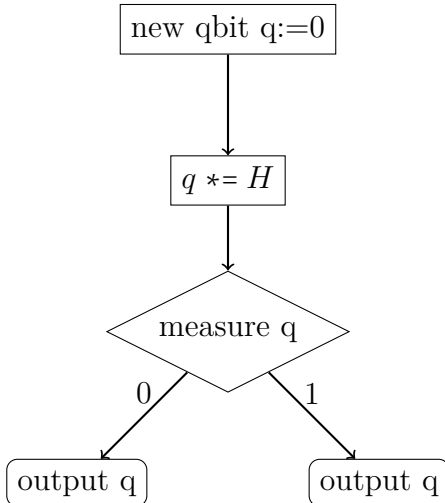 new qbit q:=0
q *= H
measure q
0
1
output q
output q